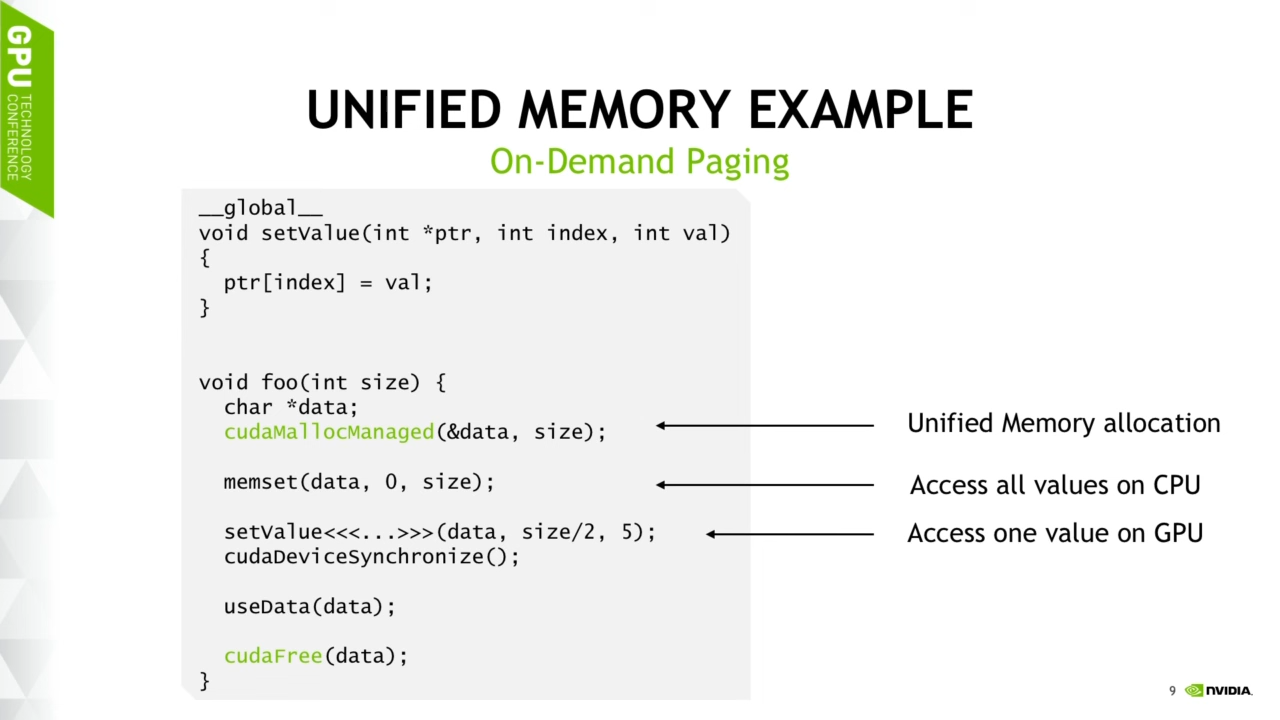 GPU TECHNOLOGY CONFERENCE
UNIFIED MEMORY EXAMPLE
On-Demand Paging
__global__
void setValue(int *ptr, int index, int val)
{
  ptr[index] = val;
}
void foo(int size) {
  char *data;
  cudaMallocManaged(&data, size);
Unified Memory allocation
  memset(data, 0, size);
Access all values on CPU
  setValue<<<...>>>(data, size/2, 5);
Access one value on GPU
  cudaDeviceSynchronize();
  useData(data);
  cudaFree(data);
}
9
NVIDIA.